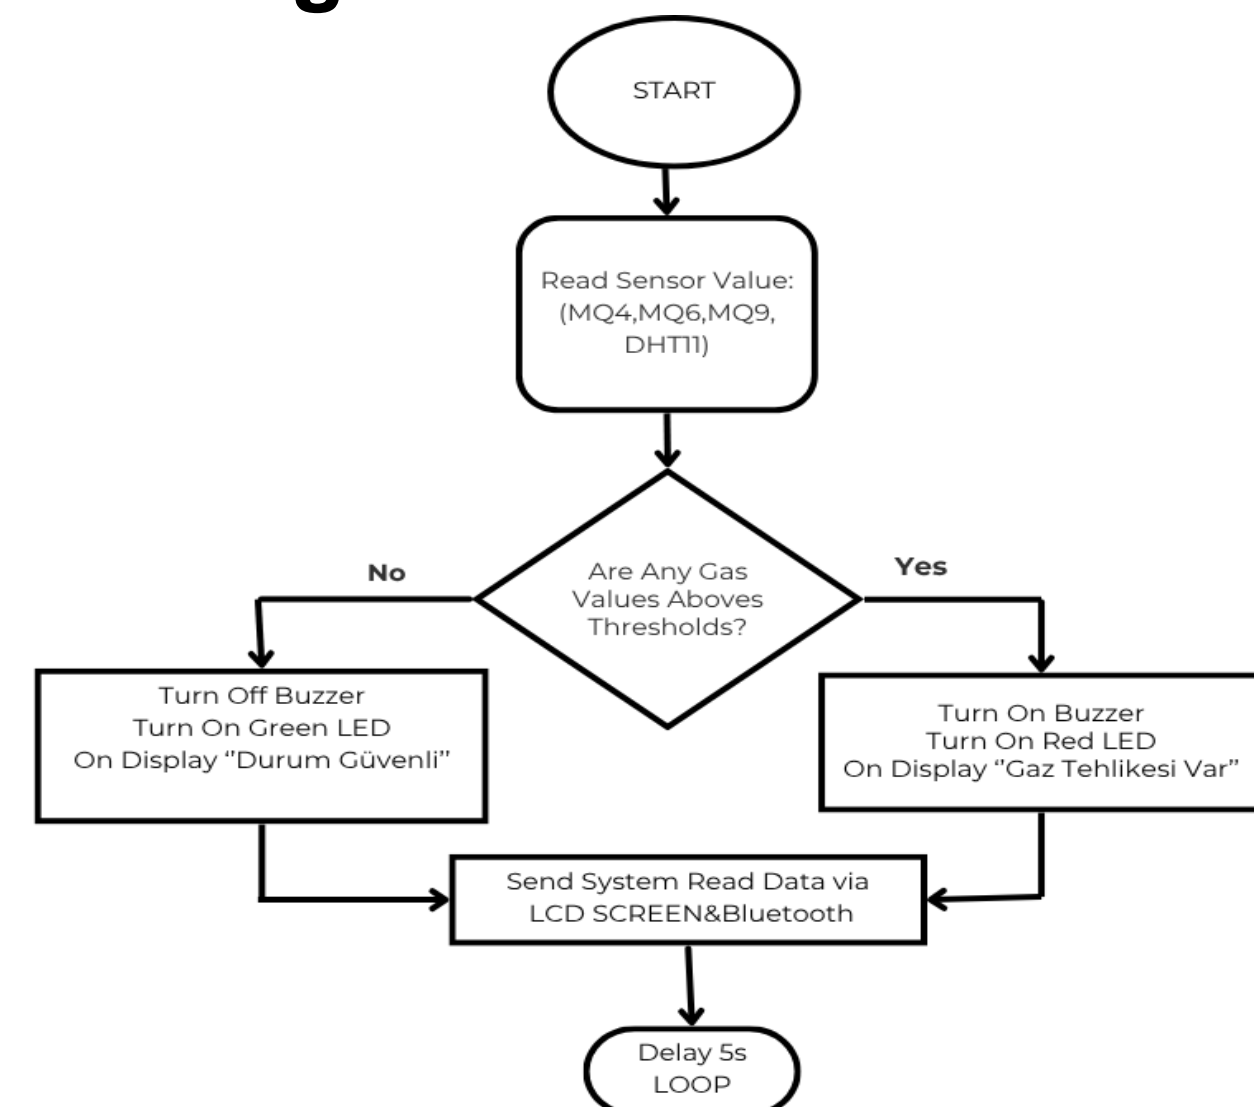 START
Read Sensor Value:
(MQ4,MQ6,MQ9,
DHT11)
Are Any Gas
Values Aboves
Thresholds?
No
Yes
Turn Off Buzzer
Turn On Green LED
On Display “Durum Güvenli”
Turn On Buzzer
Turn On Red LED
On Display “Gaz Tehlikesi Var”
Send System Read Data via
LCD SCREEN&Bluetooth
Delay 5s
LOOP